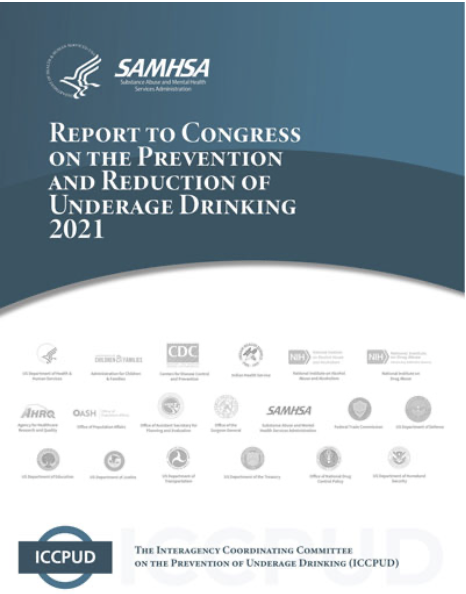 SAMHSA
Substance Abuse and Mental Health
Services Administration
REPORT TO CONGRESS
ON THE PREVENTION
AND REDUCTION OF
UNDERAGE DRINKING
2021
CHILDREN & FAMILIES
CDC
NIH
NIH
US Department of Health &
Human Services
Administration for Children
& Families
Centers for Disease Control
and Prevention
Indian Health Service
National Institute on Alcohol
Abuse and Alcoholism
National Institute on
Drug Abuse
AHRQ
OASH
SAMHSA
Agency for Healthcare
Research and Quality
Office of Population Affairs
Office of Assistant Secretary for
Planning and Evaluation
Office of the
Surgeon General
Substance Abuse and Mental
Health Services Administration
Federal Trade Commission
US Department of Defense
US Department of Education
US Department of Justice
US Department of
Transportation
US Department of the Treasury
Office of National Drug
Control Policy
US Department of Homeland
Security
ICCPUD
THE INTERAGENCY COORDINATING COMMITTEE
ON THE PREVENTION OF UNDERAGE DRINKING (ICCPUD)
ICCPUD